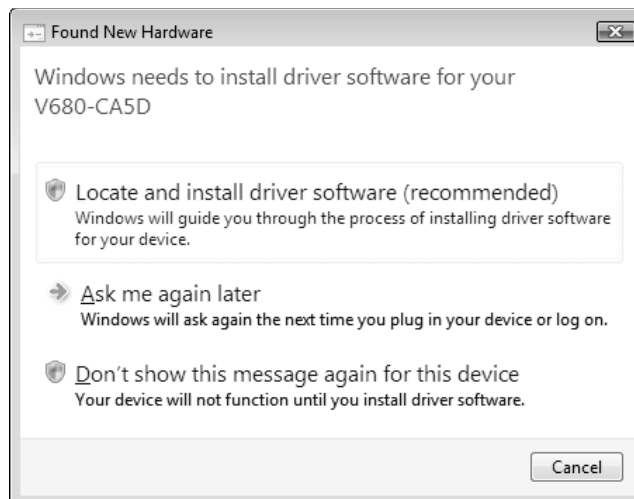 Found New Hardware
Windows needs to install driver software for your
V680-CA5D
Locate and install driver software (recommended)
Windows will guide you through the process of installing driver software
for your device.
Ask me again later
Windows will ask again the next time you plug in your device or log on.
Don't show this message again for this device
Your device will not function until you install driver software.
Cancel